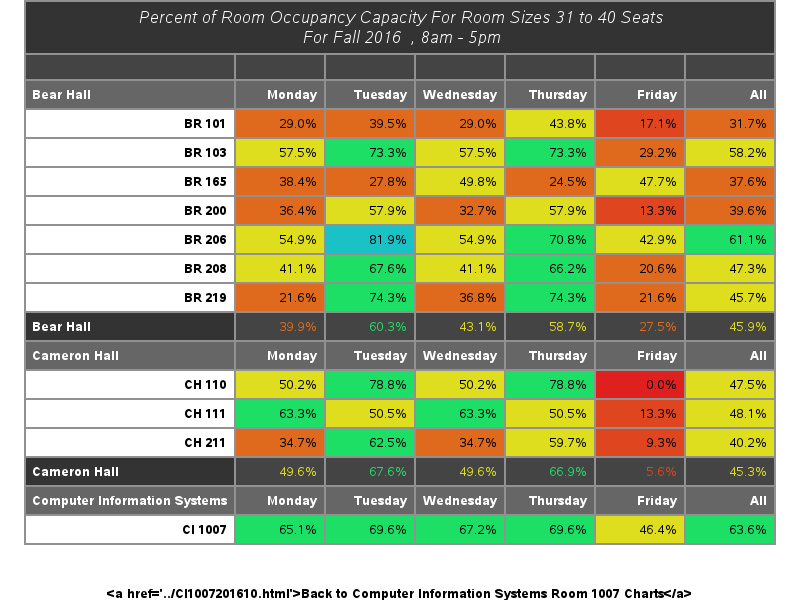 Percent of Room Occupancy Capacity For Room Sizes 31 to 40 Seats
For Fall 2016 , 8am - 5pm
Bear Hall Monday Tuesday Wednesday Thursday Friday All
BR 101 29.0% 39.5% 29.0% 43.8% 17.1% 31.7%
BR 103 57.5% 73.3% 57.5% 73.3% 29.2% 58.2%
BR 165 38.4% 27.8% 49.8% 24.5% 47.7% 37.6%
BR 200 36.4% 57.9% 32.7% 57.9% 13.3% 39.6%
BR 206 54.9% 81.9% 54.9% 70.8% 42.9% 61.1%
BR 208 41.1% 67.6% 41.1% 66.2% 20.6% 47.3%
BR 219 21.6% 74.3% 36.8% 74.3% 21.6% 45.7%
Bear Hall 39.9% 60.3% 43.1% 58.7% 27.5% 45.9%
Cameron Hall Monday Tuesday Wednesday Thursday Friday All
CH 110 50.2% 78.8% 50.2% 78.8% 0.0% 47.5%
CH 111 63.3% 50.5% 63.3% 50.5% 13.3% 48.1%
CH 211 34.7% 62.5% 34.7% 59.7% 9.3% 40.2%
Cameron Hall 49.6% 67.6% 49.6% 66.9% 5.6% 45.3%
Computer Information Systems Monday Tuesday Wednesday Thursday Friday All
CI 1007 65.1% 69.6% 67.2% 69.6% 46.4% 63.6%
&lt;a href='../CI1007201610.html'&gt;Back to Computer Information Systems Room 1007 Charts&lt;/a&gt;